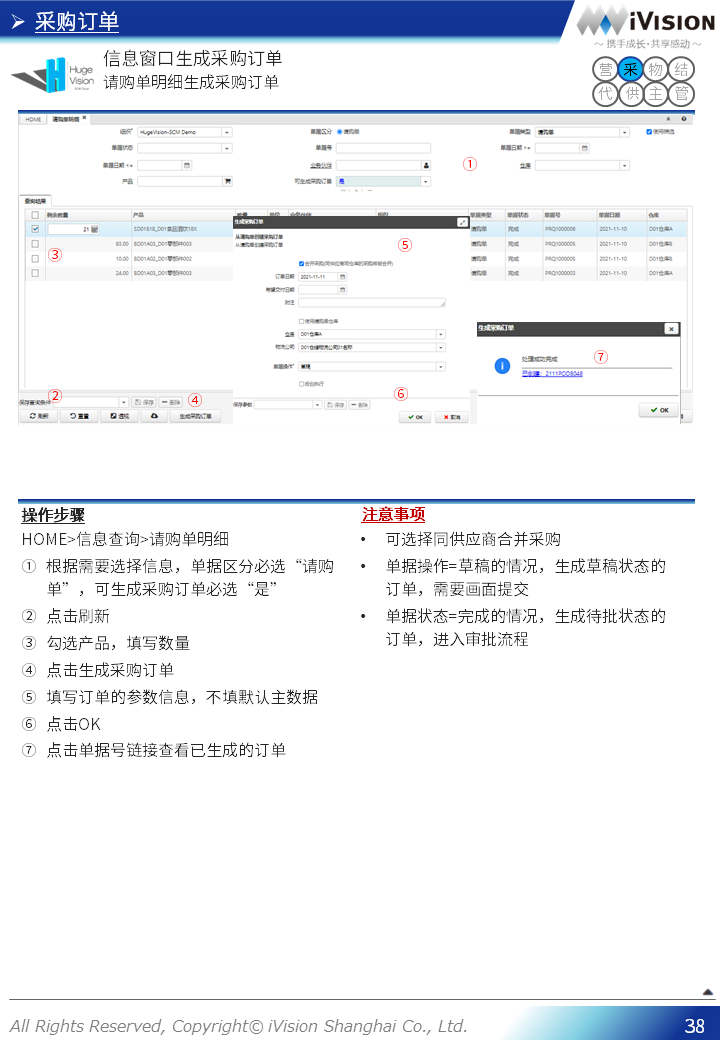 采购订单
iVISION
～ 携手成长·共享感动 ～
Huge
Vision
信息窗口生成采购订单
请购单明细生成采购订单
营 采 物 结
代 供 主 管
HOME 请购单明细
组织 HugeVision-SCM Demo 单据区分 请购单 单据类型 请购单 使用筛选
单据状态 单据号 单据日期 >=
单据日期 <= 业务伙伴 ① 仓库
产品 可生成采购订单 是
查询结果
剩余数量 产品 数量 单位 业务伙伴 单据类型 单据状态 单据号 单据日期 仓库
21 SD01818_D01食品酒饮18X 请购单 完成 PRQ1000006 2021-11-10 D01仓库A
93.00 BD01A03_D01零部件003 请购单 完成 PRQ1000005 2021-11-10 D01仓库B
10.00 BD01A02_D01零部件002 请购单 完成 PRQ1000005 2021-11-10 D01仓库B
24.00 BD01A03_D01零部件003 请购单 完成 PRQ1000003 2021-11-10 D01仓库A
③
生成采购订单
从请购单创建采购订单
从请购单创建采购订单
⑤
合并采购(同供应商同仓库的采购将被合并)
订单日期 2021-11-11
希望交付日期
附注
使用请购单仓库
仓库 D01仓库A
物流公司 D01仓储物流公司01名称
单据操作 草稿
后台执行
⑥
保存参数 保存 删除
OK 取消
生成采购订单
处理成功完成
⑦
已创建：2111POD8048
OK
②
④
保存查询条件 保存 删除
刷新 重置 透视 生成采购订单
操作步骤
HOME>信息查询>请购单明细
① 根据需要选择信息，单据区分必选“请购
单”，可生成采购订单必选“是”
② 点击刷新
③ 勾选产品，填写数量
④ 点击生成采购订单
⑤ 填写订单的参数信息，不填默认主数据
⑥ 点击OK
⑦ 点击单据号链接查看已生成的订单
注意事项
• 可选择同供应商合并采购
• 单据操作=草稿的情况，生成草稿状态的
订单，需要画面提交
• 单据状态=完成的情况，生成待批状态的
订单，进入审批流程
All Rights Reserved, Copyright© iVision Shanghai Co., Ltd.
38